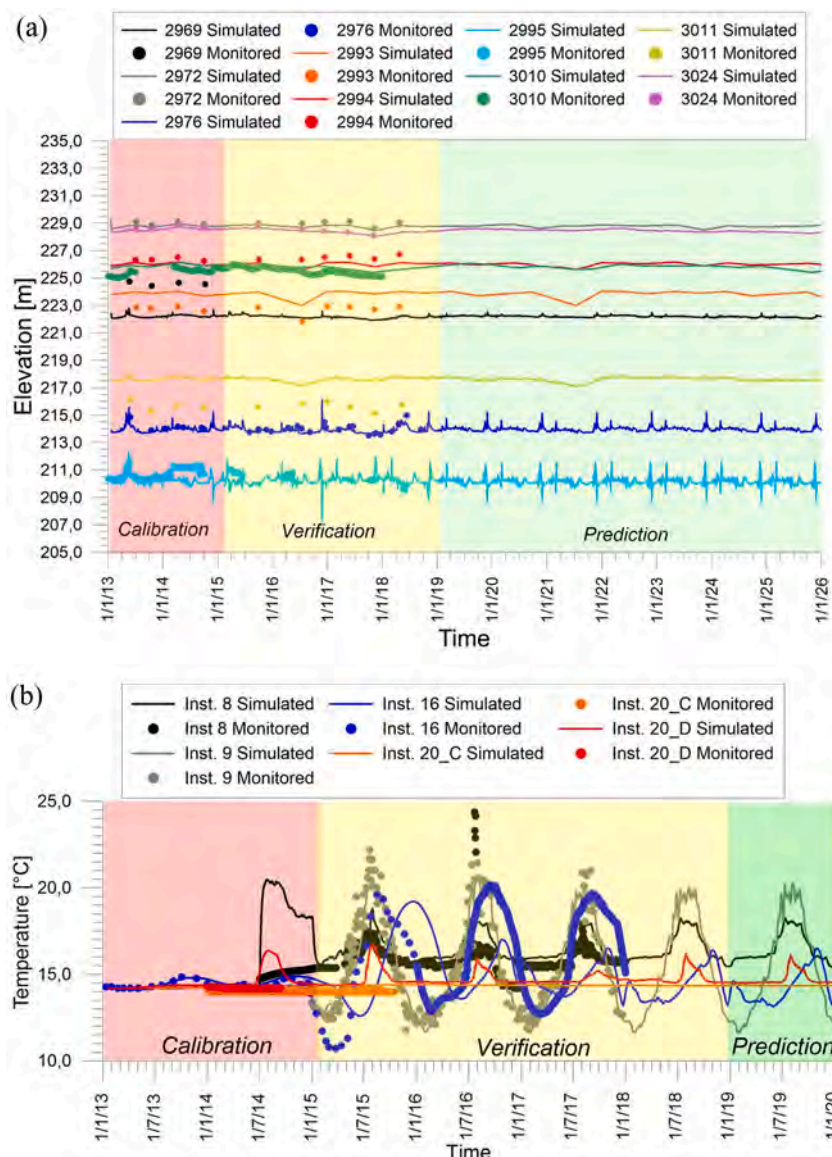 (a)
2969 Simulated 2976 Monitored 2995 Simulated 3011 Simulated
2969 Monitored 2993 Simulated 2995 Monitored 3011 Monitored
2972 Simulated 2993 Monitored 3010 Simulated 3024 Simulated
2972 Monitored 2994 Simulated 3010 Monitored 3024 Monitored
2976 Simulated 2994 Monitored
235,0
233,0
231,0
229,0
227,0
225,0
223,0
221,0
219,0
217,0
215,0
213,0
211,0
209,0
207,0
205,0
Elevation [m]
Calibration Verification Prediction
1/1/13 1/1/14 1/1/15 1/1/16 1/1/17 1/1/18 1/1/19 1/1/20 1/1/21 1/1/22 1/1/23 1/1/24 1/1/25 1/1/26
Time
(b)
Inst. 8 Simulated Inst. 16 Simulated Inst. 20_C Monitored
Inst 8 Monitored Inst. 16 Monitored Inst. 20_D Simulated
Inst. 9 Simulated Inst. 20_C Simulated Inst. 20_D Monitored
Inst. 9 Monitored
25,0
20,0
15,0
10,0
Temperature [°C]
Calibration Verification Prediction
1/1/13 1/7/13 1/1/14 1/7/14 1/1/15 1/7/15 1/1/16 1/7/16 1/1/17 1/7/17 1/1/18 1/7/18 1/1/19 1/7/19 1/1/20
Time